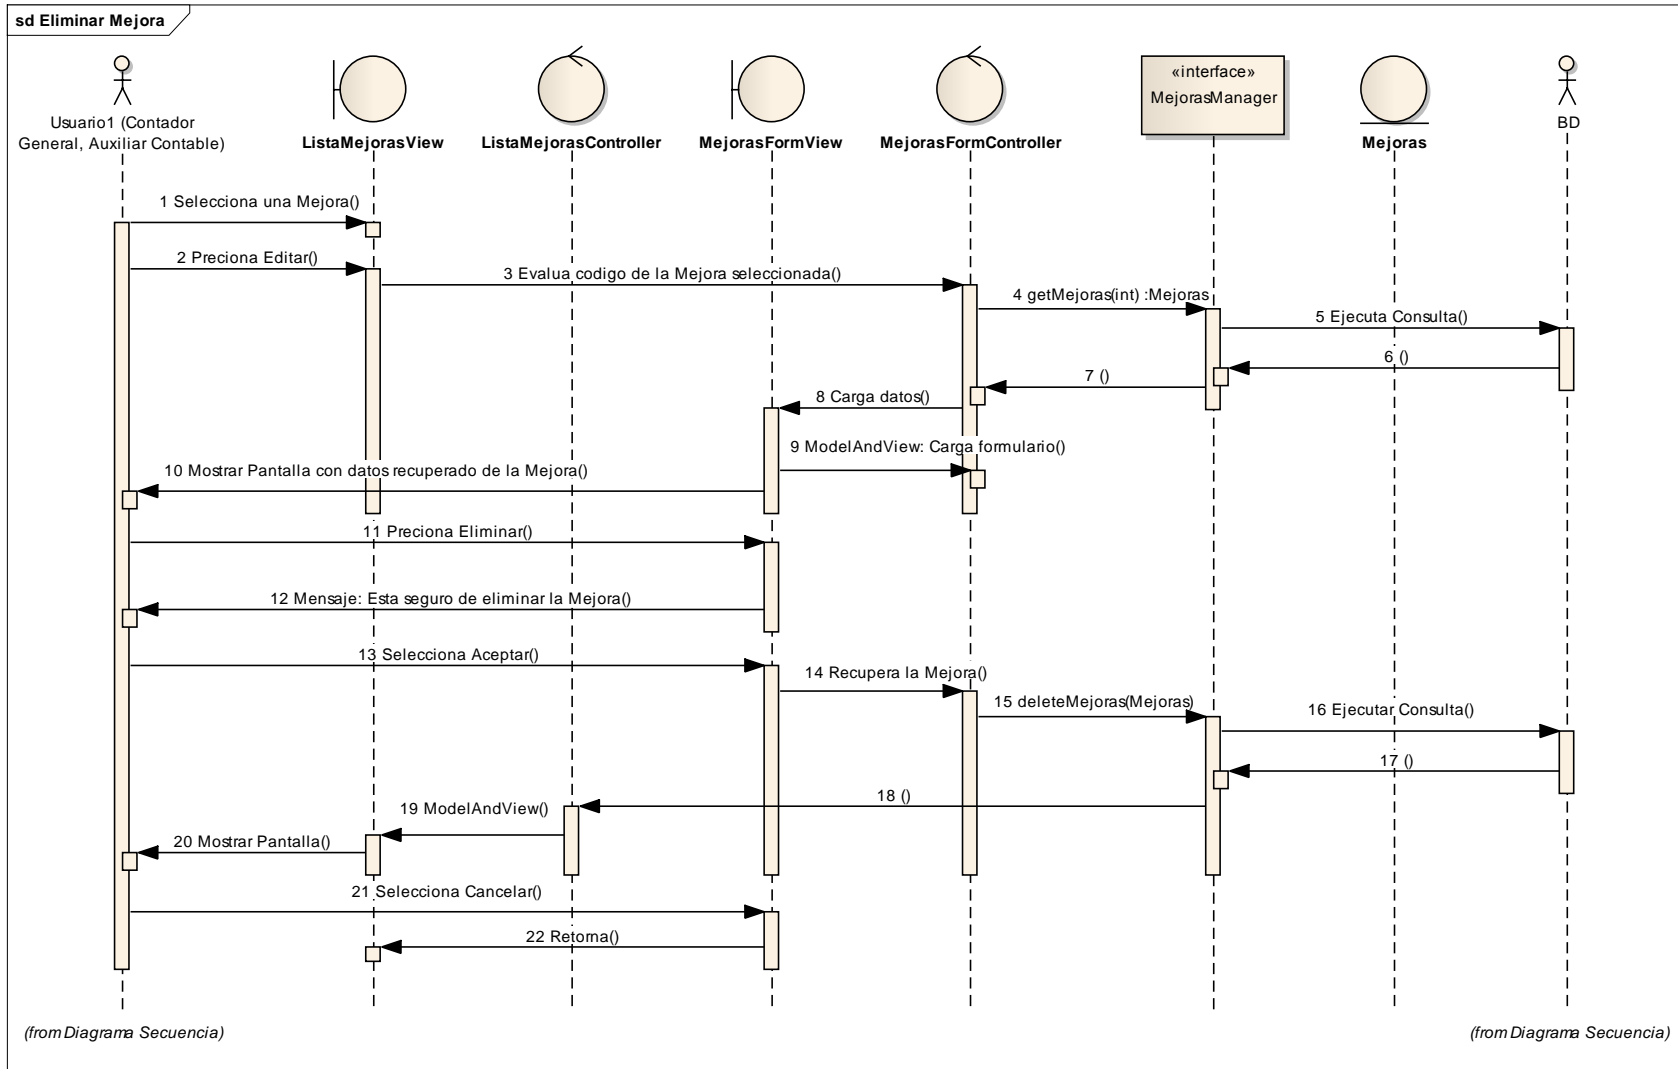 sd Eliminar Mejora
Usuario1 (Contador
General, Auxiliar Contable)
ListaMejorasView
ListaMejorasController
MejorasFormView
MejorasFormController
«interface»
MejorasManager
Mejoras
BD
1 Selecciona una Mejora()
2 Preciona Editar()
3 Evalua codigo de la Mejora seleccionada()
4 getMejoras(int) :Mejoras
5 Ejecuta Consulta()
6 ()
7 ()
8 Carga datos()
9 ModelAndView: Carga formulario()
10 Mostrar Pantalla con datos recuperado de la Mejora()
11 Preciona Eliminar()
12 Mensaje: Esta seguro de eliminar la Mejora()
13 Selecciona Aceptar()
14 Recupera la Mejora()
15 deleteMejoras(Mejoras)
16 Ejecutar Consulta()
17 ()
18 ()
19 ModelAndView()
20 Mostrar Pantalla()
21 Selecciona Cancelar()
22 Retorna()
(from Diagrama Secuencia)
(from Diagrama Secuencia)